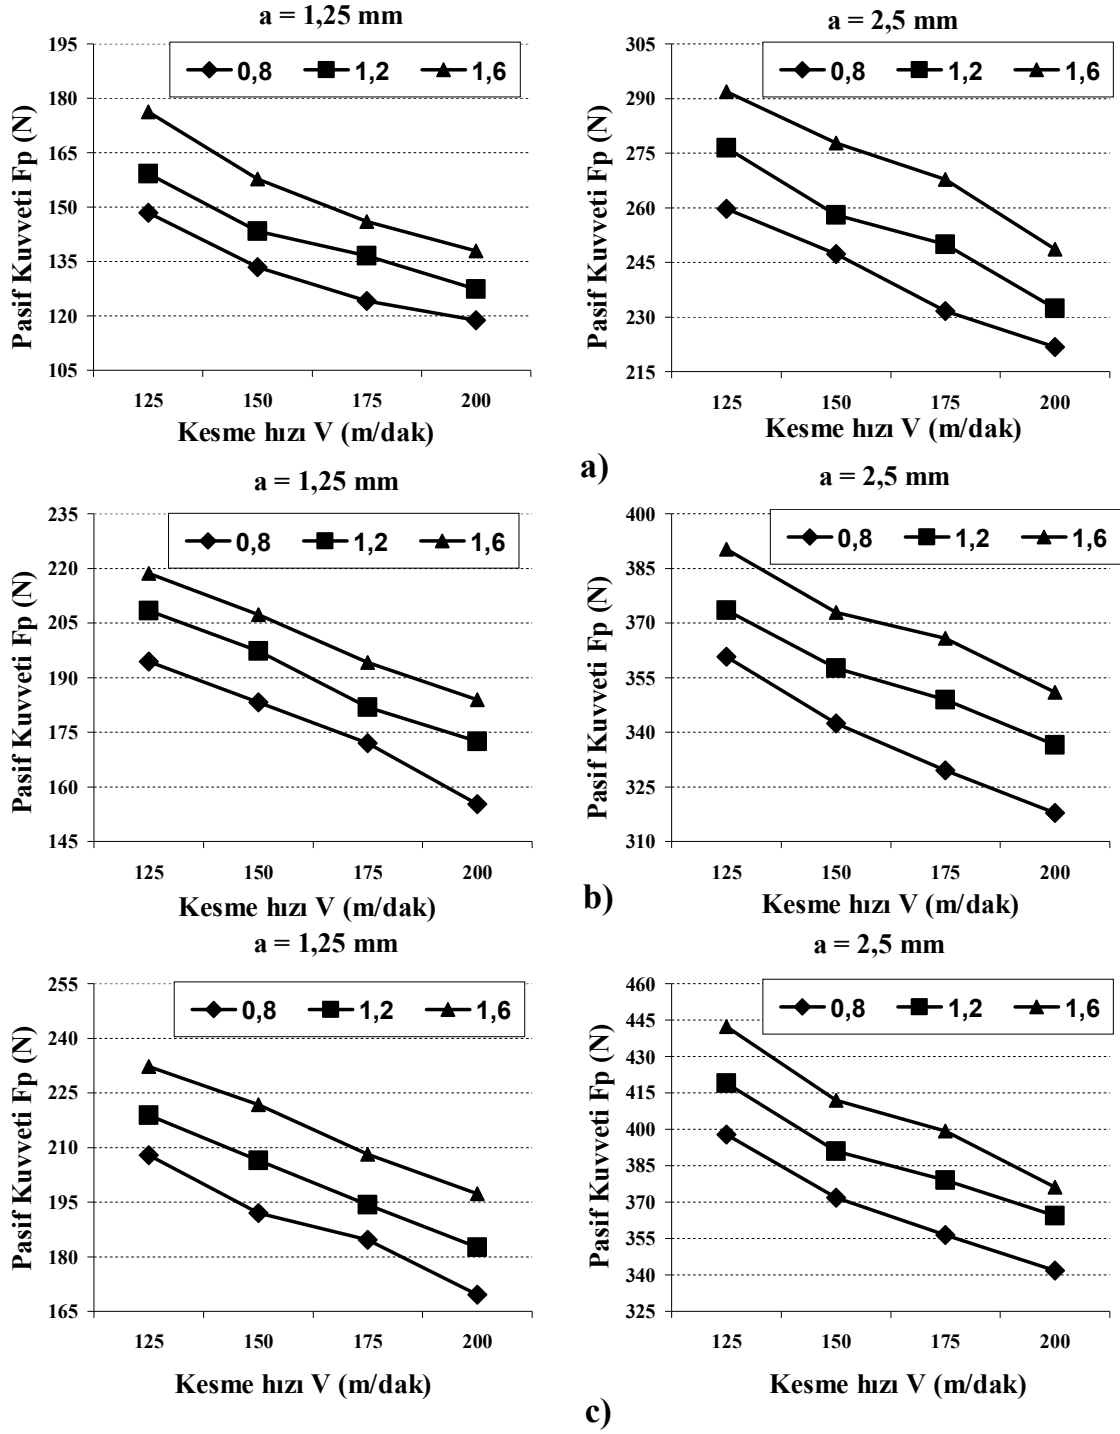 a = 1,25 mm
195
180
165
150
135
120
105
Pasif Kuvveti Fp (N)
0,8 1,2 1,6
125 150 175 200
Kesme hızı V (m/dak)
a = 2,5 mm
305
290
275
260
245
230
215
Pasif Kuvveti Fp (N)
0,8 1,2 1,6
125 150 175 200
Kesme hızı V (m/dak)
a)
a = 1,25 mm
235
220
205
190
175
160
145
Pasif Kuvveti Fp (N)
0,8 1,2 1,6
125 150 175 200
Kesme hızı V (m/dak)
a = 2,5 mm
400
385
370
355
340
325
310
Pasif Kuvveti Fp (N)
0,8 1,2 1,6
125 150 175 200
Kesme hızı V (m/dak)
b)
a = 1,25 mm
255
240
225
210
195
180
165
Pasif Kuvveti Fp (N)
0,8 1,2 1,6
125 150 175 200
Kesme hızı V (m/dak)
a = 2,5 mm
460
445
430
415
400
385
370
355
340
325
Pasif Kuvveti Fp (N)
0,8 1,2 1,6
125 150 175 200
Kesme hızı V (m/dak)
c)